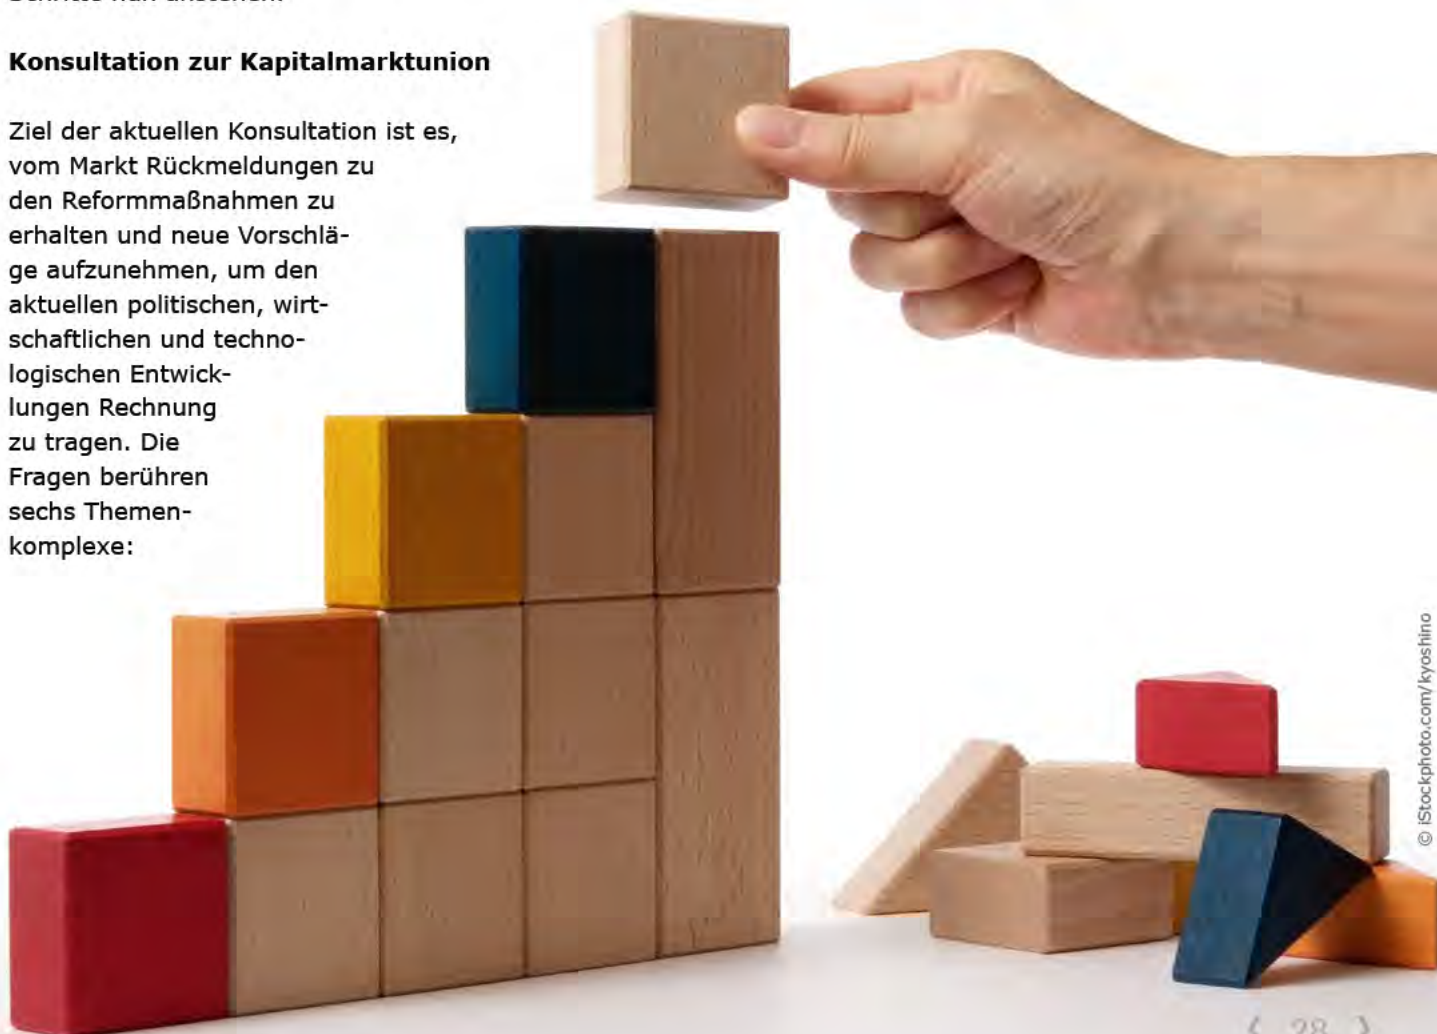 Konsultation zur Kapitalmarktunion
Ziel der aktuellen Konsultation ist es,
vom Markt Rückmeldungen zu
den Reformmaßnahmen zu
erhalten und neue Vorschlä-
ge aufzunehmen, um den
aktuellen politischen, wirt-
schaftlichen und techno-
logischen Entwick-
lungen Rechnung
zu tragen. Die
Fragen berühren
sechs Themen-
komplexe:
© iStockphoto.com/kyoshino
28